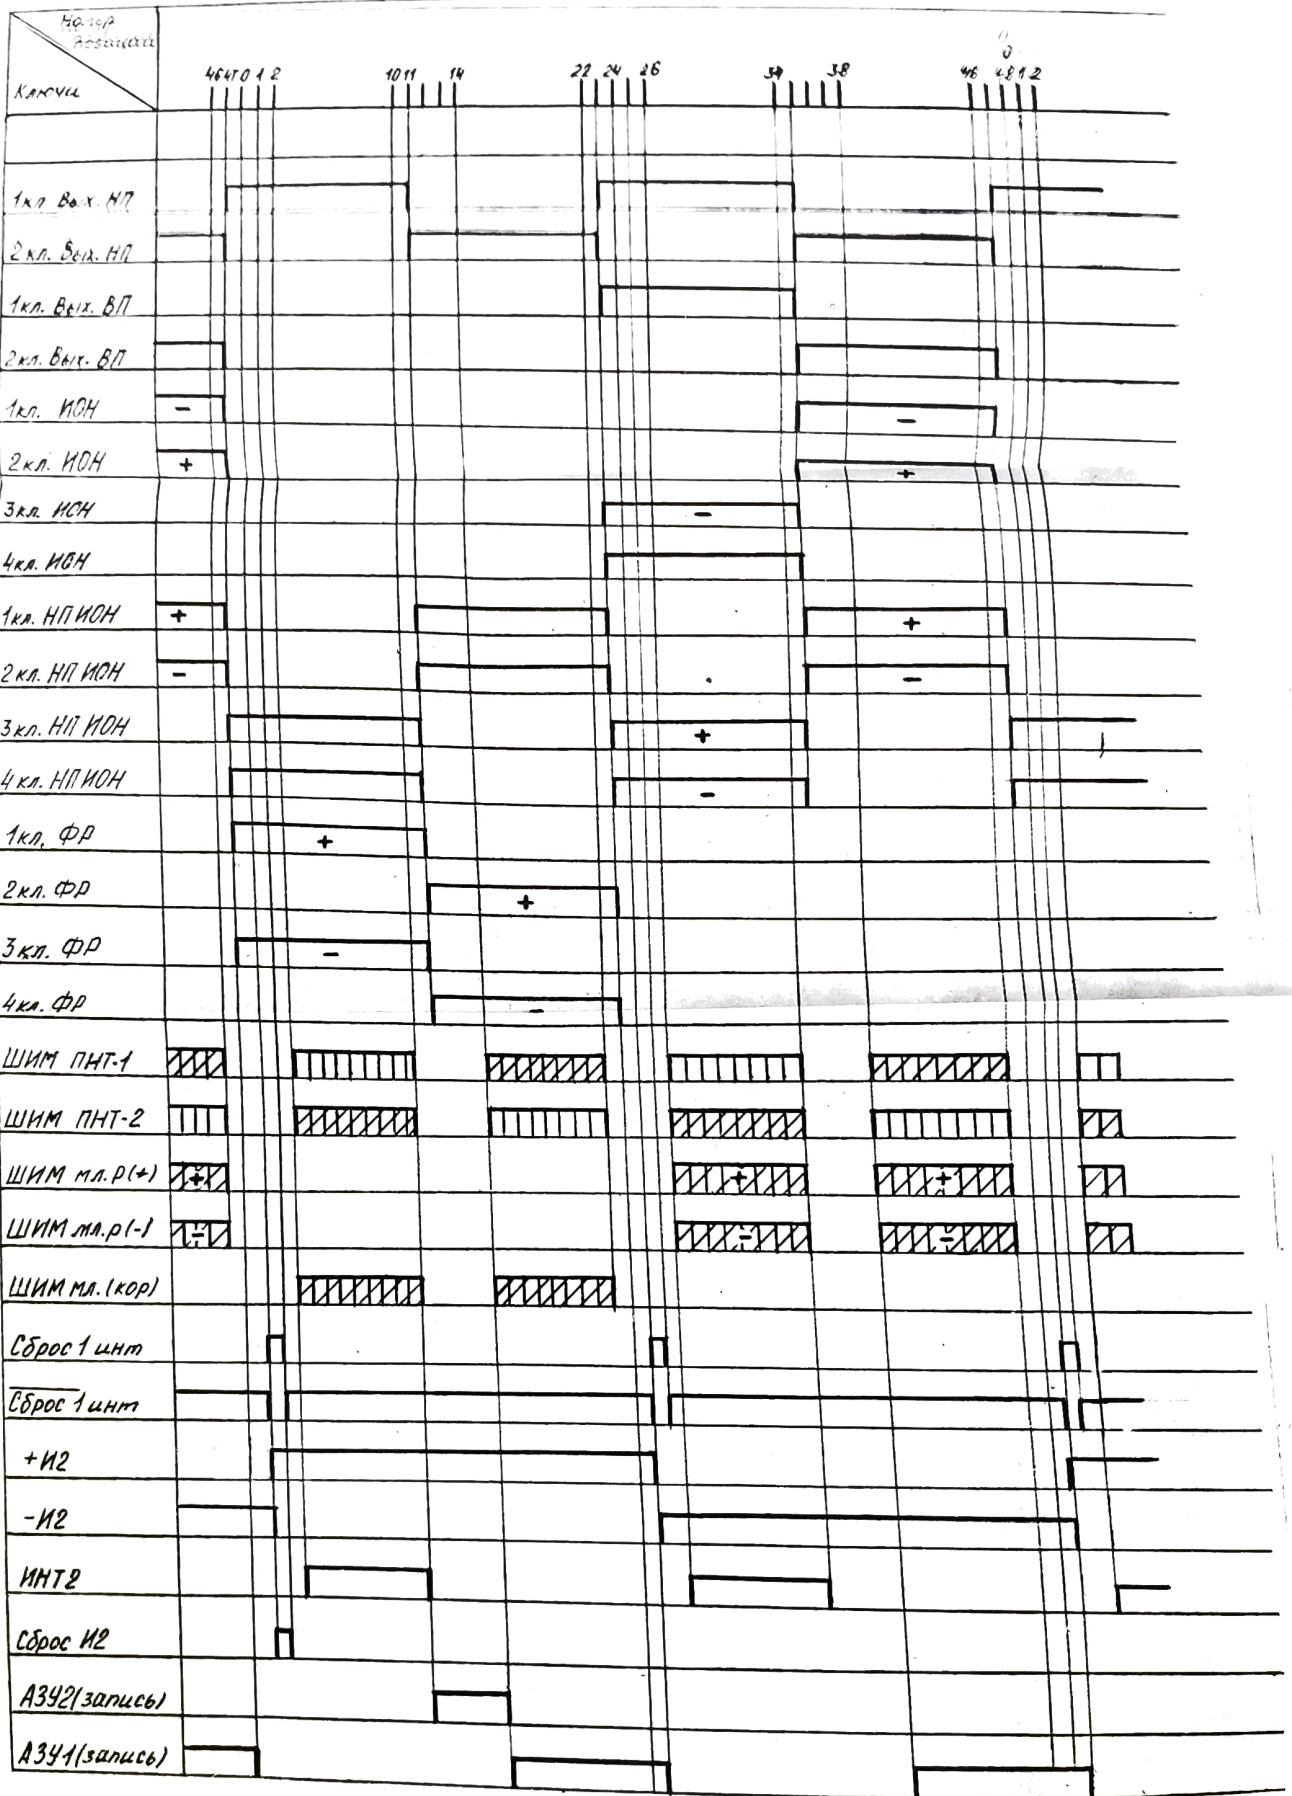 Номер
Ключи
46 47 0 1 2 10 11 14 22 24 26 34 38 46 48 1 2
0
1кл. Вых. НП
2кл. Вых. НП
1кл. Вых. ВП
2кл. Вых. ВП
1кл. ИОН - -
2кл. ИОН + +
3кл. ИОН -
4кл. ИОН
1кл. НП ИОН + +
2кл. НП ИОН - -
3кл. НП ИОН +
4кл. НП ИОН -
1кл. ФР +
2кл. ФР +
3кл. ФР -
4кл. ФР -
ШИМ ПНТ-1
ШИМ ПНТ-2
ШИМ мл.р(+) + + +
ШИМ мл.р(-) - - -
ШИМ мл.(кор)
Сброс 1 инт
Сброс 1 инт
+И2
-И2
ИНТ2
Сброс И2
АЗУ2(запись)
АЗУ1(запись)